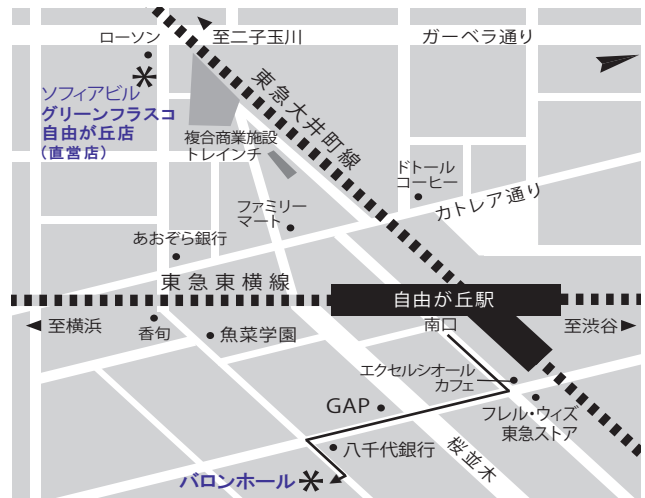 ローソン
至二子玉川
ガーベラ通り
ソフィアビル
グリーンフラスコ
自由が丘店
(直営店)
東急大井町線
複合商業施設
トレインチ
ドトール
コーヒー
カトレア通り
ファミリー
マート
あおぞら銀行
東急東横線
自由が丘駅
至横浜
香旬
魚菜学園
南口
至渋谷
エクセルシオール
カフェ
GAP
フレル・ウィズ
東急ストア
八千代銀行
桜並木
バロンホール